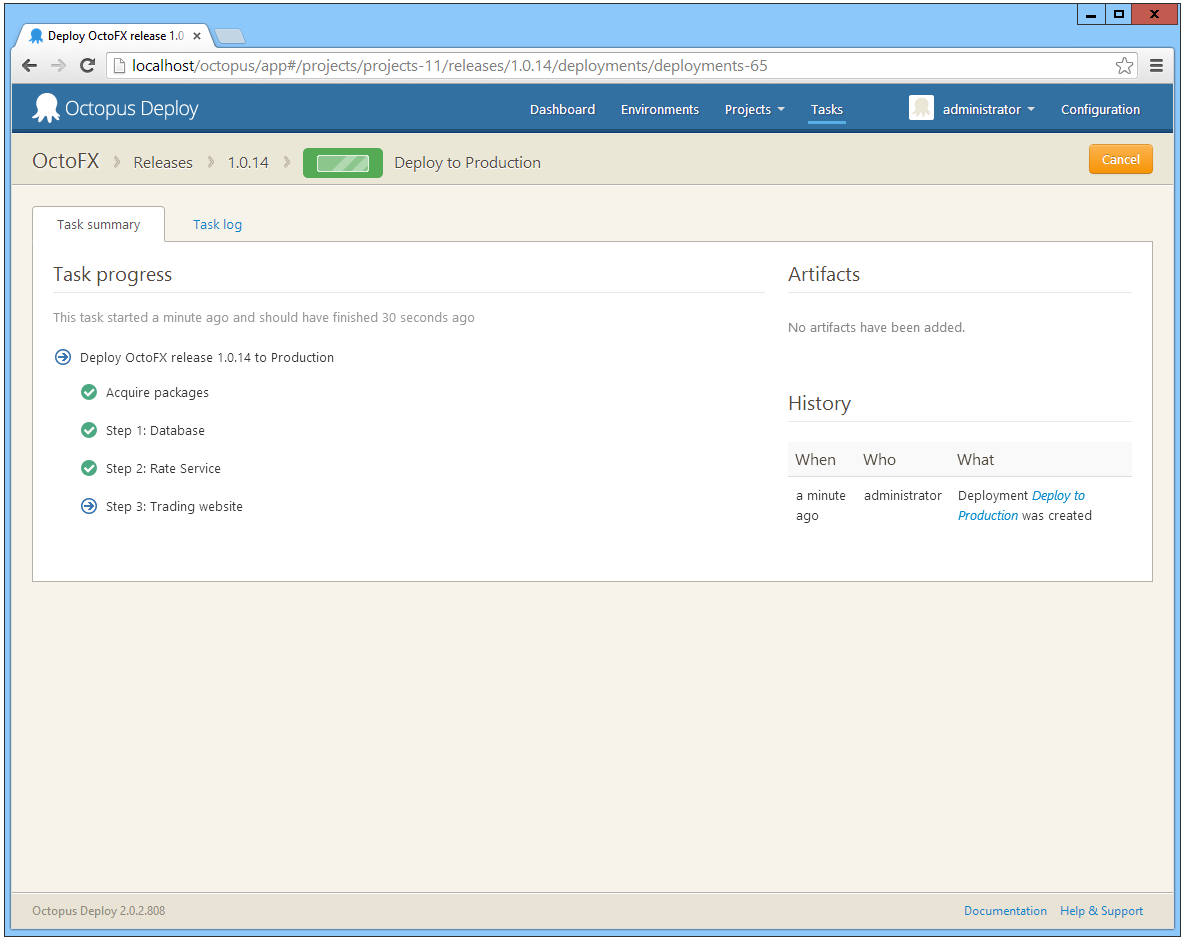 Deploy OctoFX release 1.0
localhost/octopus/app#/projects/projects-11/releases/1.0.14/deployments/deployments-65
Octopus Deploy Dashboard Environments Projects Tasks administrator Configuration
OctoFX Releases 1.0.14 Deploy to Production Cancel
Task summary Task log
Task progress
This task started a minute ago and should have finished 30 seconds ago
Deploy OctoFX release 1.0.14 to Production
Acquire packages
Step 1: Database
Step 2: Rate Service
Step 3: Trading website
Artifacts
No artifacts have been added.
History
When Who What
a minute ago administrator Deployment Deploy to Production was created
Octopus Deploy 2.0.2.808 Documentation Help & Support